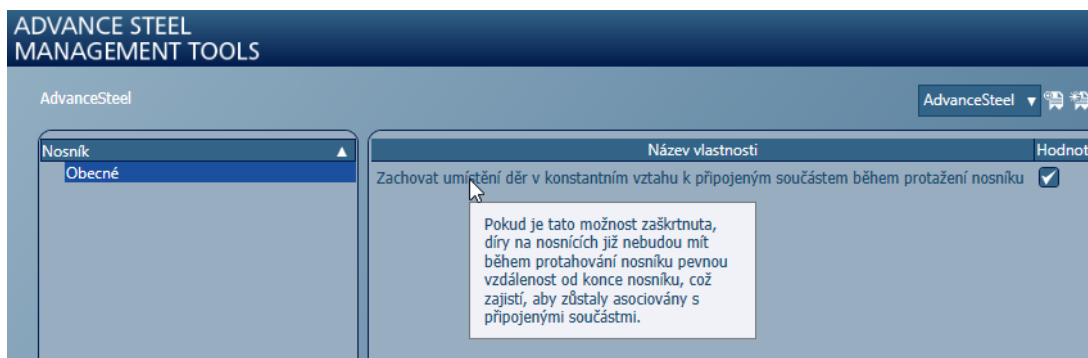 ADVANCE STEEL
MANAGEMENT TOOLS
AdvanceSteel
AdvanceSteel
Nosník
Obecné
Název vlastnosti
Hodnot
Zachovat umístění děr v konstantním vztahu k připojeným součástem během protažení nosníku
Pokud je tato možnost zaškrtnuta,
díry na nosnících již nebudou mít
během protahování nosníku pevnou
vzdálenost od konce nosníku, což
zajistí, aby zůstaly asociovány s
připojenými součástmi.